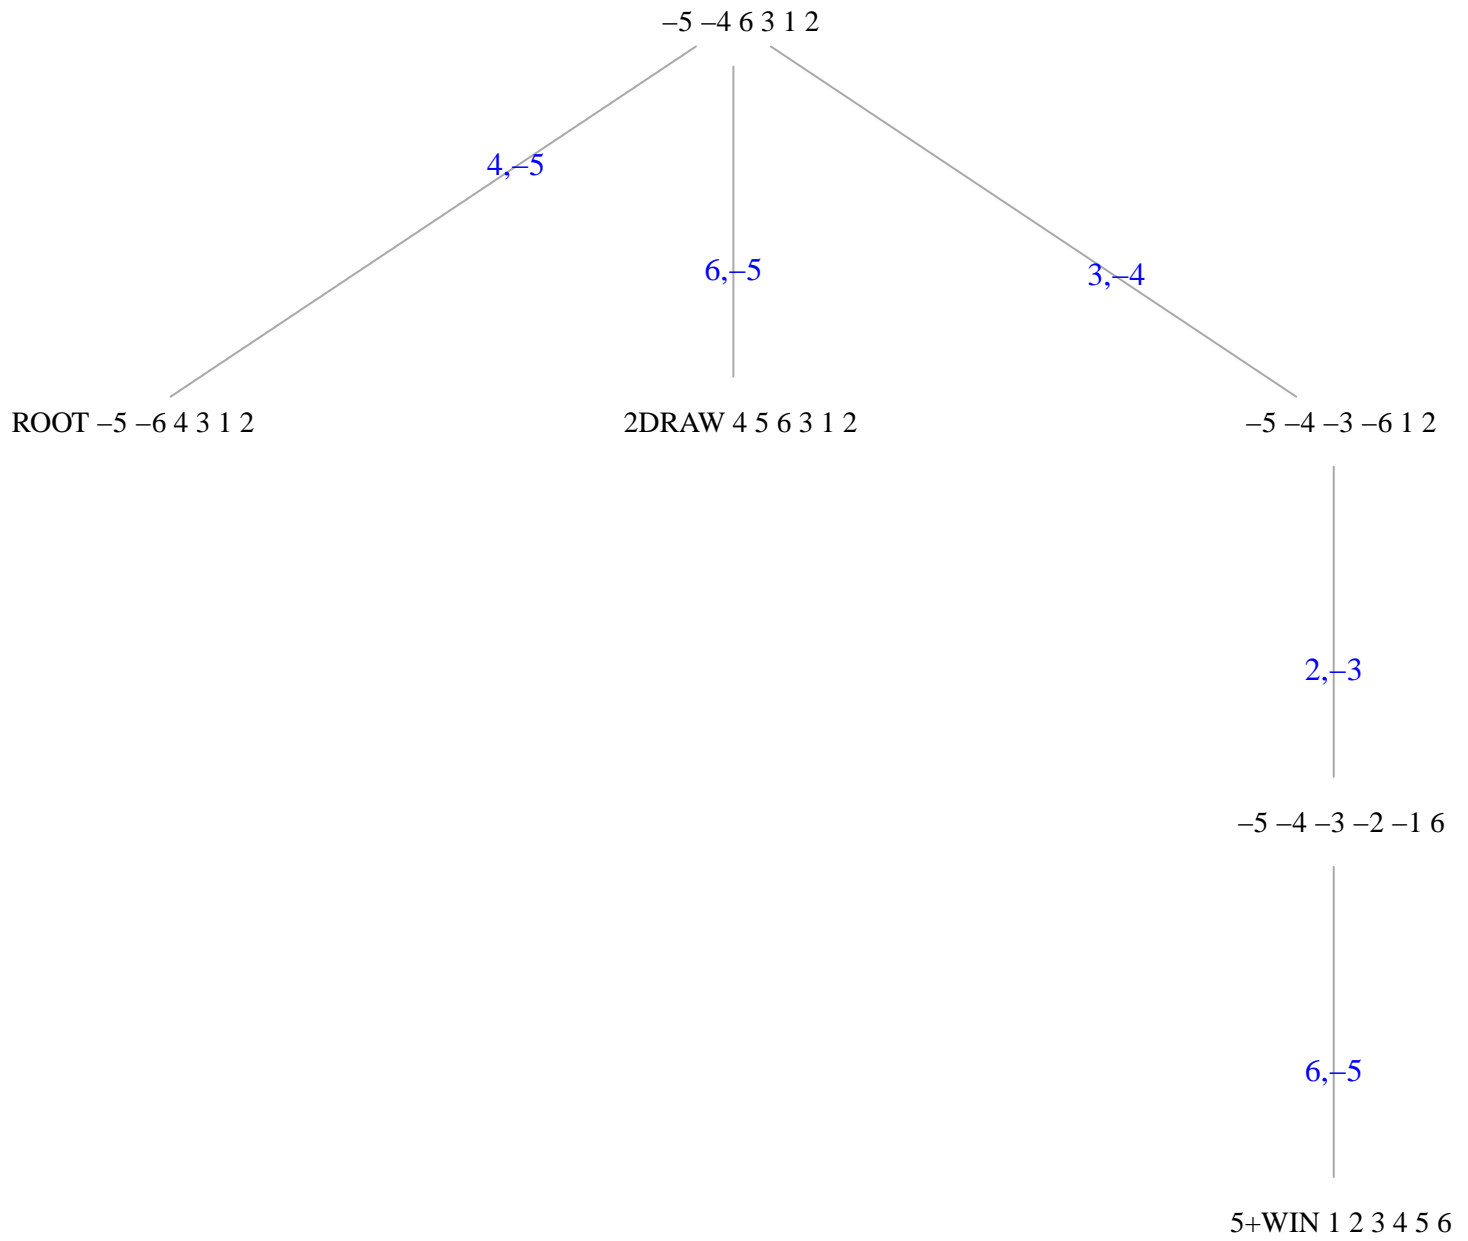 –5 –4 6 3 1 2
4,–5
6,–5
3,–4
ROOT –5 –6 4 3 1 2
2DRAW 4 5 6 3 1 2
–5 –4 –3 –6 1 2
2,–3
–5 –4 –3 –2 –1 6
6,–5
5+WIN 1 2 3 4 5 6